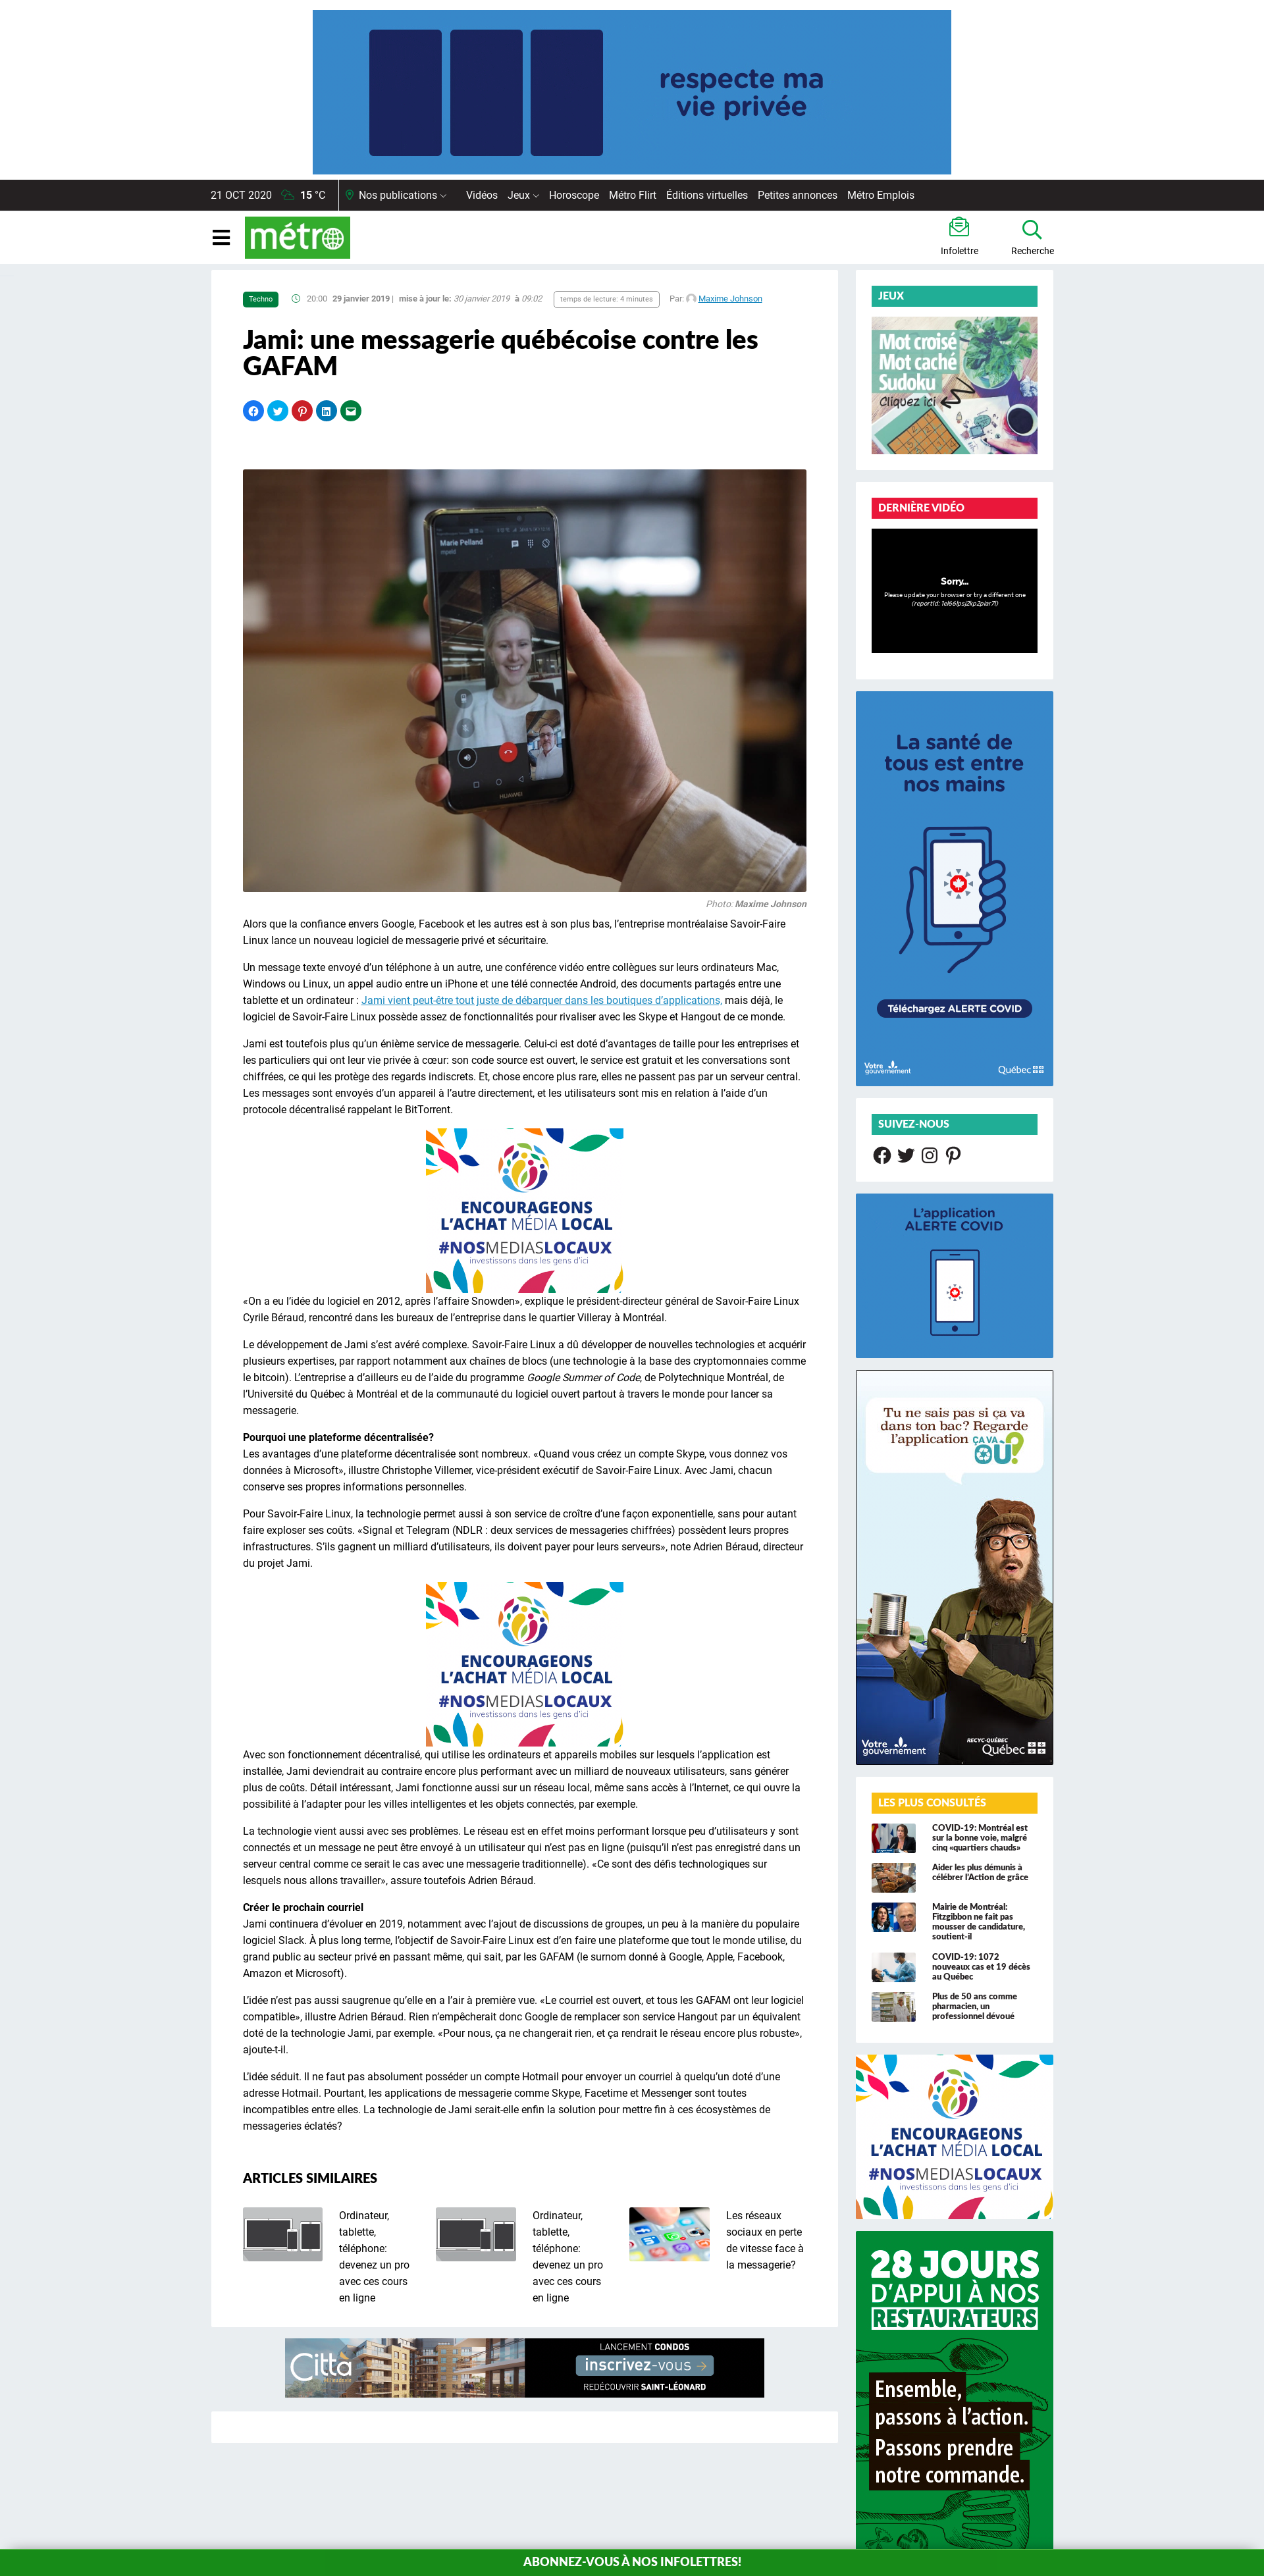 respecte ma
vie privée
21 OCT 2020 15 °C Nos publications Vidéos Jeux Horoscope Métro Flirt Éditions virtuelles Petites annonces Métro Emplois
métro
Infolettre
Recherche
Techno 20:00 29 janvier 2019 | mise à jour le: 30 janvier 2019 à 09:02 temps de lecture: 4 minutes Par: Maxime Johnson
Jami: une messagerie québécoise contre les
GAFAM
Marie Pelland
mpeld
HUAWEI
Photo: Maxime Johnson
Alors que la confiance envers Google, Facebook et les autres est à son plus bas, l’entreprise montréalaise Savoir-Faire
Linux lance un nouveau logiciel de messagerie privé et sécuritaire.
Un message texte envoyé d’un téléphone à un autre, une conférence vidéo entre collègues sur leurs ordinateurs Mac,
Windows ou Linux, un appel audio entre un iPhone et une télé connectée Android, des documents partagés entre une
tablette et un ordinateur : Jami vient peut-être tout juste de débarquer dans les boutiques d’applications, mais déjà, le
logiciel de Savoir-Faire Linux possède assez de fonctionnalités pour rivaliser avec les Skype et Hangout de ce monde.
Jami est toutefois plus qu’un énième service de messagerie. Celui-ci est doté d’avantages de taille pour les entreprises et
les particuliers qui ont leur vie privée à cœur: son code source est ouvert, le service est gratuit et les conversations sont
chiffrées, ce qui les protège des regards indiscrets. Et, chose encore plus rare, elles ne passent pas par un serveur central.
Les messages sont envoyés d’un appareil à l’autre directement, et les utilisateurs sont mis en relation à l’aide d’un
protocole décentralisé rappelant le BitTorrent.
ENCOURAGEONS
L’ACHAT MÉDIA LOCAL
#NOSMEDIASLOCAUX
investissons dans les gens d’ici
«On a eu l’idée du logiciel en 2012, après l’affaire Snowden», explique le président-directeur général de Savoir-Faire Linux
Cyrile Béraud, rencontré dans les bureaux de l’entreprise dans le quartier Villeray à Montréal.
Le développement de Jami s’est avéré complexe. Savoir-Faire Linux a dû développer de nouvelles technologies et acquérir
plusieurs expertises, par rapport notamment aux chaînes de blocs (une technologie à la base des cryptomonnaies comme
le bitcoin). L’entreprise a d’ailleurs eu de l’aide du programme Google Summer of Code, de Polytechnique Montréal, de
l’Université du Québec à Montréal et de la communauté du logiciel ouvert partout à travers le monde pour lancer sa
messagerie.
Pourquoi une plateforme décentralisée?
Les avantages d’une plateforme décentralisée sont nombreux. «Quand vous créez un compte Skype, vous donnez vos
données à Microsoft», illustre Christophe Villemer, vice-président exécutif de Savoir-Faire Linux. Avec Jami, chacun
conserve ses propres informations personnelles.
Pour Savoir-Faire Linux, la technologie permet aussi à son service de croître d’une façon exponentielle, sans pour autant
faire exploser ses coûts. «Signal et Telegram (NDLR : deux services de messageries chiffrées) possèdent leurs propres
infrastructures. S’ils gagnent un milliard d’utilisateurs, ils doivent payer pour leurs serveurs», note Adrien Béraud, directeur
du projet Jami.
ENCOURAGEONS
L’ACHAT MÉDIA LOCAL
#NOSMEDIASLOCAUX
investissons dans les gens d’ici
Avec son fonctionnement décentralisé, qui utilise les ordinateurs et appareils mobiles sur lesquels l’application est
installée, Jami deviendrait au contraire encore plus performant avec un milliard de nouveaux utilisateurs, sans générer
plus de coûts. Détail intéressant, Jami fonctionne aussi sur un réseau local, même sans accès à l’Internet, ce qui ouvre la
possibilité à l’adapter pour les villes intelligentes et les objets connectés, par exemple.
La technologie vient aussi avec ses problèmes. Le réseau est en effet moins performant lorsque peu d’utilisateurs y sont
connectés et un message ne peut être envoyé à un utilisateur qui n’est pas en ligne (puisqu’il n’est pas enregistré dans un
serveur central comme ce serait le cas avec une messagerie traditionnelle). «Ce sont des défis technologiques sur
lesquels nous allons travailler», assure toutefois Adrien Béraud.
Créer le prochain courriel
Jami continuera d’évoluer en 2019, notamment avec l’ajout de discussions de groupes, un peu à la manière du populaire
logiciel Slack. À plus long terme, l’objectif de Savoir-Faire Linux est d’en faire une plateforme que tout le monde utilise, du
grand public au secteur privé en passant même, qui sait, par les GAFAM (le surnom donné à Google, Apple, Facebook,
Amazon et Microsoft).
L’idée n’est pas aussi saugrenue qu’elle en a l’air à première vue. «Le courriel est ouvert, et tous les GAFAM ont leur logiciel
compatible», illustre Adrien Béraud. Rien n’empêcherait donc Google de remplacer son service Hangout par un équivalent
doté de la technologie Jami, par exemple. «Pour nous, ça ne changerait rien, et ça rendrait le réseau encore plus robuste»,
ajoute-t-il.
L’idée séduit. Il ne faut pas absolument posséder un compte Hotmail pour envoyer un courriel à quelqu’un doté d’une
adresse Hotmail. Pourtant, les applications de messagerie comme Skype, Facetime et Messenger sont toutes
incompatibles entre elles. La technologie de Jami serait-elle enfin la solution pour mettre fin à ces écosystèmes de
messageries éclatés?
ARTICLES SIMILAIRES
Ordinateur,
tablette,
téléphone:
devenez un pro
avec ces cours
en ligne
Ordinateur,
tablette,
téléphone:
devenez un pro
avec ces cours
en ligne
Les réseaux
sociaux en perte
de vitesse face à
la messagerie?
Città
LANCEMENT CONDOS
inscrivez-vous →
REDÉCOUVRIR SAINT-LÉONARD
JEUX
Mot croisé
Mot caché
Sudoku
Cliquez ici
DERNIÈRE VIDÉO
Sorry...
Please update your browser or try a different one
La santé de
tous est entre
nos mains
Téléchargez ALERTE COVID
Votre
gouvernement
Québec
SUIVEZ-NOUS
L’application
ALERTE COVID
Tu ne sais pas si ça va
dans ton bac? Regarde
l’application ÇA VA
OÙ?
Votre
gouvernement
RECYC-QUÉBEC
Québec
LES PLUS CONSULTÉS
COVID-19: Montréal est
sur la bonne voie, malgré
cinq «quartiers chauds»
Aider les plus démunis à
célébrer l’Action de grâce
Mairie de Montréal:
Fitzgibbon ne fait pas
mousser de candidature,
soutient-il
COVID-19: 1072
nouveaux cas et 19 décès
au Québec
Plus de 50 ans comme
pharmacien, un
professionnel dévoué
ENCOURAGEONS
L’ACHAT MÉDIA LOCAL
#NOSMEDIASLOCAUX
investissons dans les gens d’ici
28 JOURS
D’APPUI À NOS
RESTAURATEURS
Ensemble,
passons à l’action.
Passons prendre
notre commande.
ABONNEZ-VOUS À NOS INFOLETTRES!